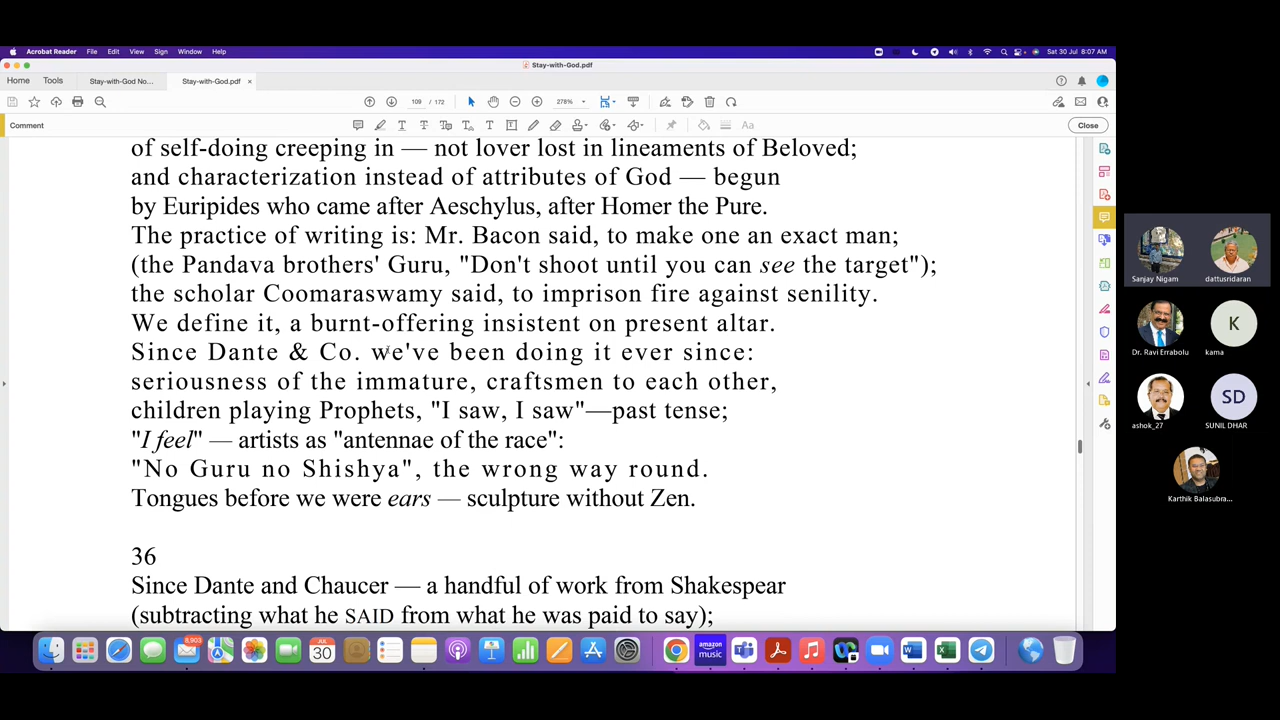 Acrobat Reader File Edit View Sign Window Help Sat 30 Jul 8:07 AM
Stay-with-God.pdf
Home Tools Stay-with-God No... Stay-with-God.pdf
109 / 172 278%
Comment Close
of self-doing creeping in — not lover lost in lineaments of Beloved;
and characterization instead of attributes of God — begun
by Euripides who came after Aeschylus, after Homer the Pure.
The practice of writing is: Mr. Bacon said, to make one an exact man;
(the Pandava brothers' Guru, "Don't shoot until you can see the target");
the scholar Coomaraswamy said, to imprison fire against senility.
We define it, a burnt-offering insistent on present altar.
Since Dante & Co. we've been doing it ever since:
seriousness of the immature, craftsmen to each other,
children playing Prophets, "I saw, I saw"—past tense;
"I feel" — artists as "antennae of the race":
"No Guru no Shishya", the wrong way round.
Tongues before we were ears — sculpture without Zen.
36
Since Dante and Chaucer — a handful of work from Shakespear
(subtracting what he SAID from what he was paid to say);
Sanjay Nigam dattusridaran
Dr. Ravi Errabolu K kama
ashok_27 SD SUNIL DHAR
Karthik Balasubra...
8,903 JUL 30 amazon music